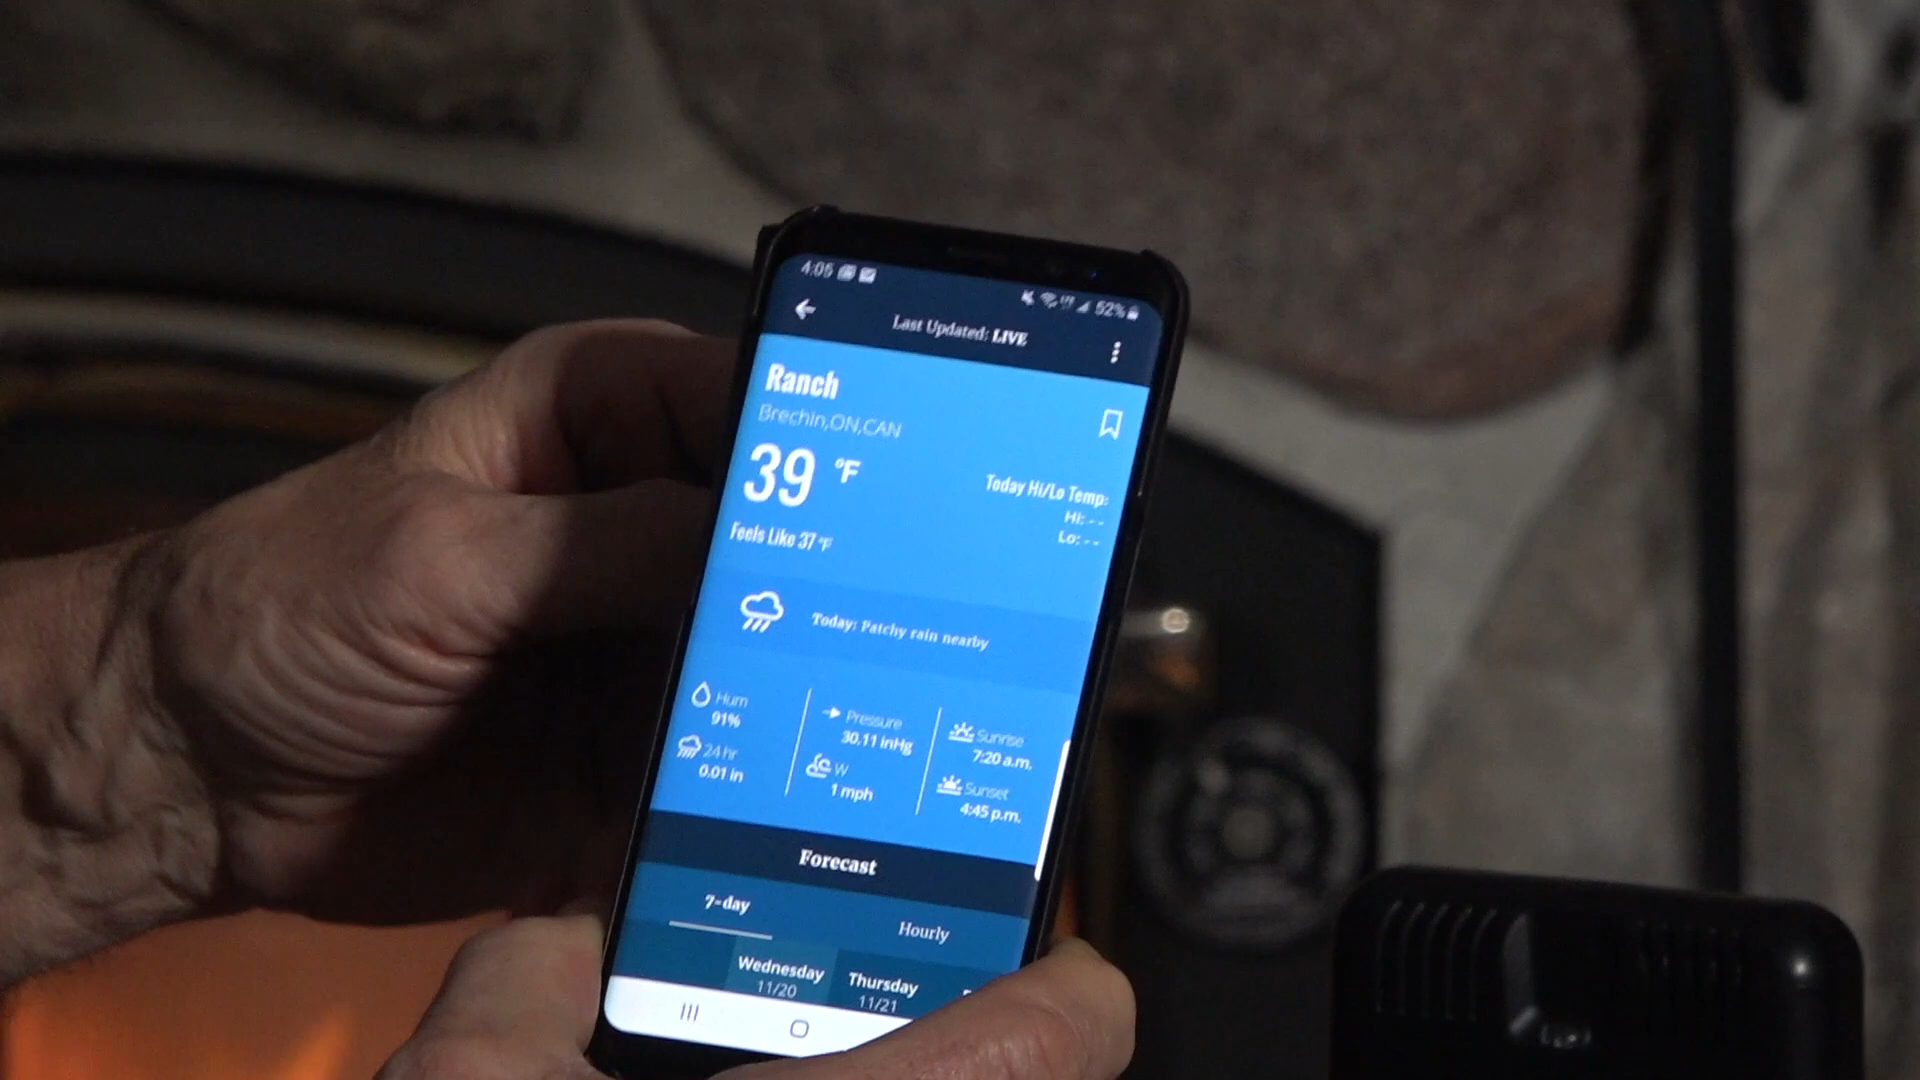 4:05
LTE 52%
Last Updated: LIVE
Ranch
Brechin,ON,CAN
39 °F
Today Hi/Lo Temp:
Hi: - -
Lo: - -
Feels Like 37 °F
Today: Patchy rain nearby
Hum
91%
24 hr
0.01 in
Pressure
30.11 inHg
W
1 mph
Sunrise
7:20 a.m.
Sunset
4:45 p.m.
Forecast
7-day
Hourly
Wednesday
11/20
Thursday
11/21